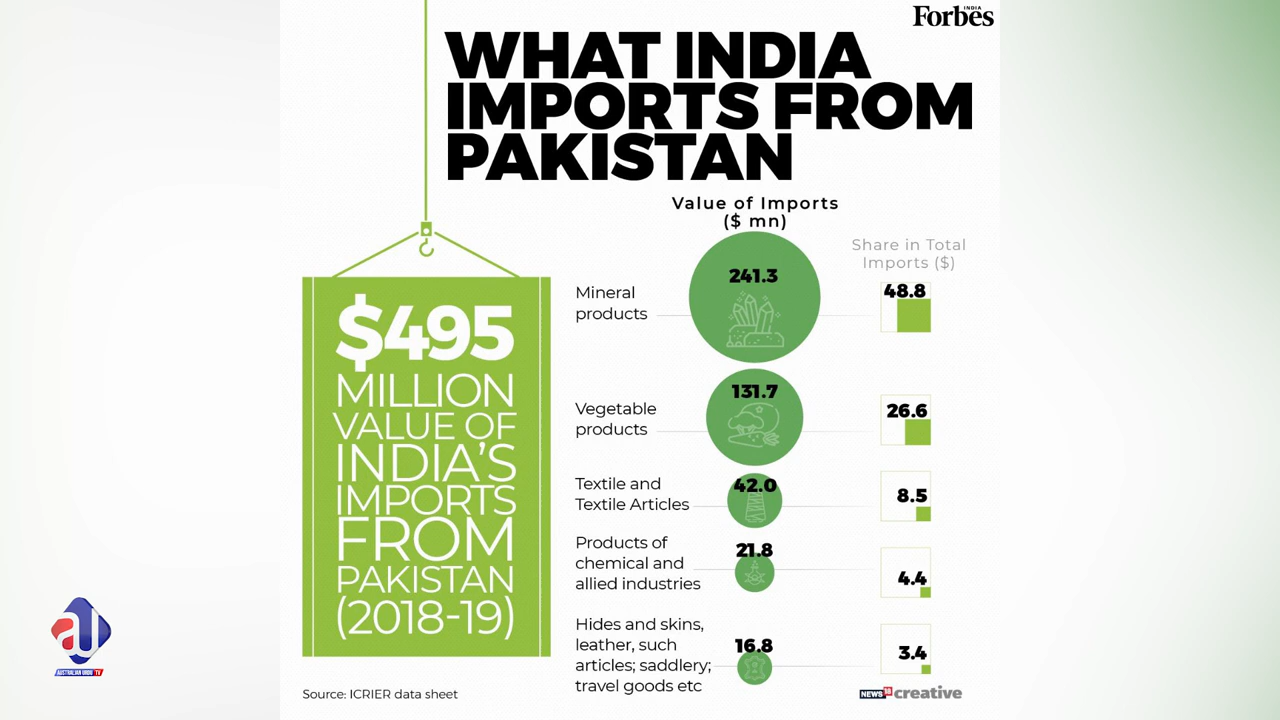 Forbes
INDIA
WHAT INDIA
IMPORTS FROM
PAKISTAN
$495
MILLION
VALUE OF
INDIA'S
IMPORTS
FROM
PAKISTAN
(2018-19)
Value of Imports
($ mn)
Share in Total
Imports ($)
Mineral
products
241.3
48.8
Vegetable
products
131.7
26.6
Textile and
Textile Articles
42.0
8.5
Products of
chemical and
allied industries
21.8
4.4
Hides and skins,
leather, such
articles; saddlery;
travel goods etc
16.8
3.4
Source: ICRIER data sheet
NEWS18 creative
AUSTRALIAN URDU TV